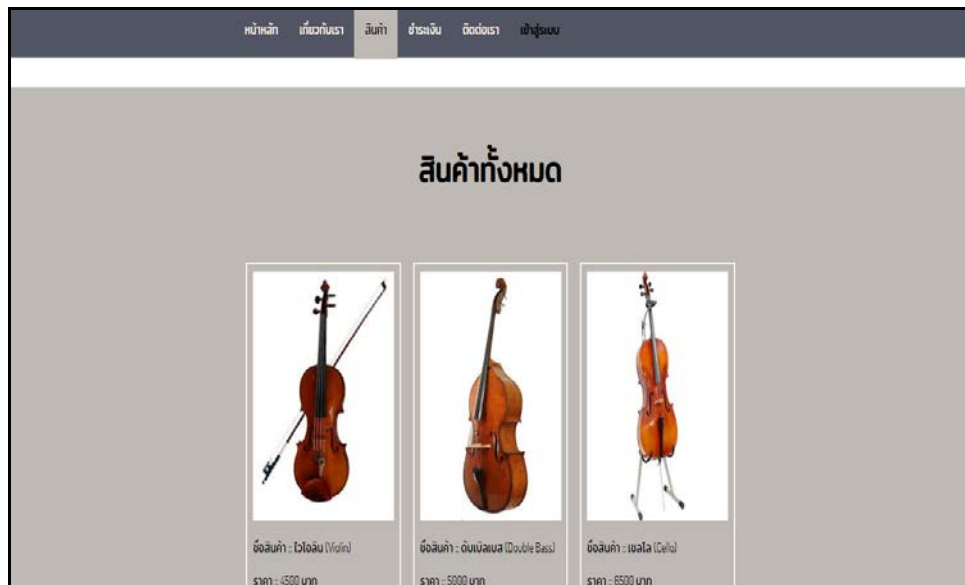 หน้าหลัก เกี่ยวกับเรา สินค้า ชำระเงิน ติดต่อเรา เข้าสู่ระบบ
สินค้าทั้งหมด
ชื่อสินค้า :: ไวโอลิน (Violin) ชื่อสินค้า :: ดับเบิลเบส (Double Bass) ชื่อสินค้า :: เชลโล (Cello)
ราคา :: 4500 บาท ราคา :: 5000 บาท ราคา :: 6500 บาท